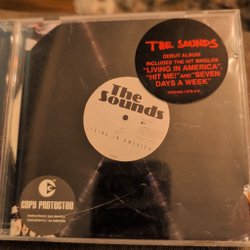 THE SOUNDS
DEBUT ALBUM
INCLUDES THE HIT SINGLES
"LIVING IN AMERICA",
"HIT ME!" AND "SEVEN
DAYS A WEEK"
The
Sounds
LIVING IN AMERICA
COPY PROTECTED